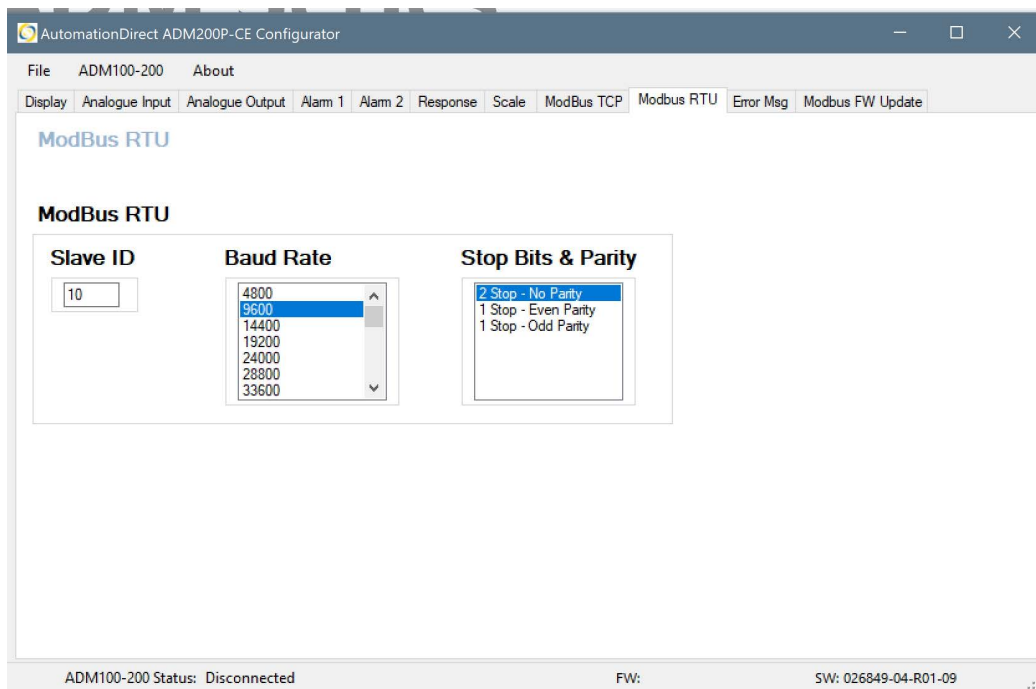 AutomationDirect ADM200P-CE Configurator
File ADM100-200 About
Display Analogue Input Analogue Output Alarm 1 Alarm 2 Response Scale ModBus TCP Modbus RTU Error Msg Modbus FW Update
ModBus RTU
ModBus RTU
Slave ID Baud Rate Stop Bits & Parity
10 4800 2 Stop - No Parity
9600 1 Stop - Even Parity
14400 1 Stop - Odd Parity
19200
24000
28800
33600
ADM100-200 Status: Disconnected FW: SW: 026849-04-R01-09